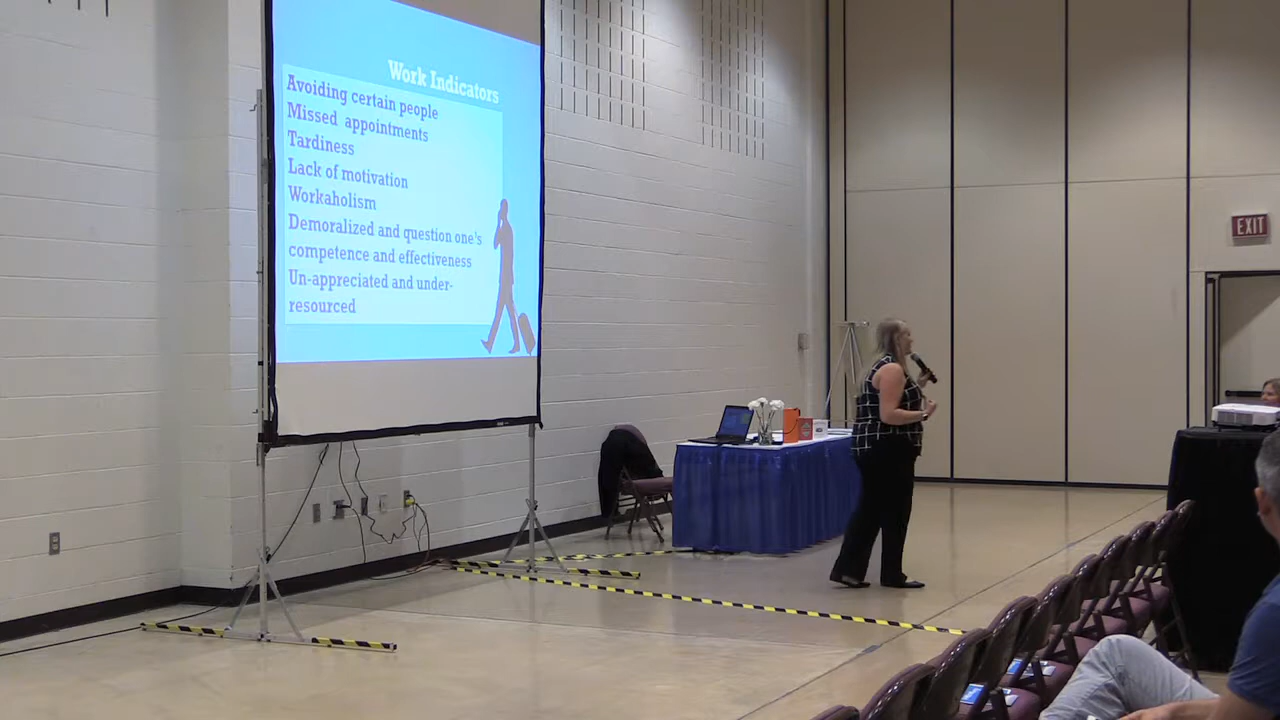 Work Indicators
Avoiding certain people
Missed appointments
Tardiness
Lack of motivation
Workaholism
Demoralized and question one's
competence and effectiveness
Un-appreciated and under-
resourced
EXIT